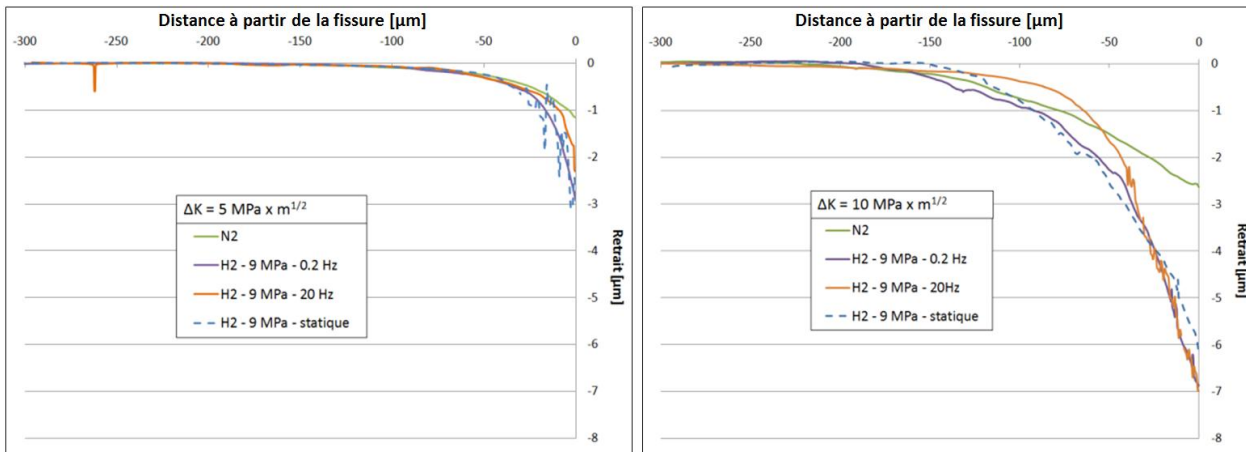 Distance à partir de la fissure [µm]
-300 -250 -200 -150 -100 -50 0
0
-1
-2
-3
-4
-5
-6
-7
-8
Retrait [µm]
ΔK = 5 MPa x m1/2
N2
H2 - 9 MPa - 0.2 Hz
H2 - 9 MPa - 20 Hz
H2 - 9 MPa - statique
Distance à partir de la fissure [µm]
-300 -250 -200 -150 -100 -50 0
0
-1
-2
-3
-4
-5
-6
-7
-8
Retrait [µm]
ΔK = 10 MPa x m1/2
N2
H2 - 9 MPa - 0.2 Hz
H2 - 9 MPa - 20Hz
H2 - 9 MPa - statique